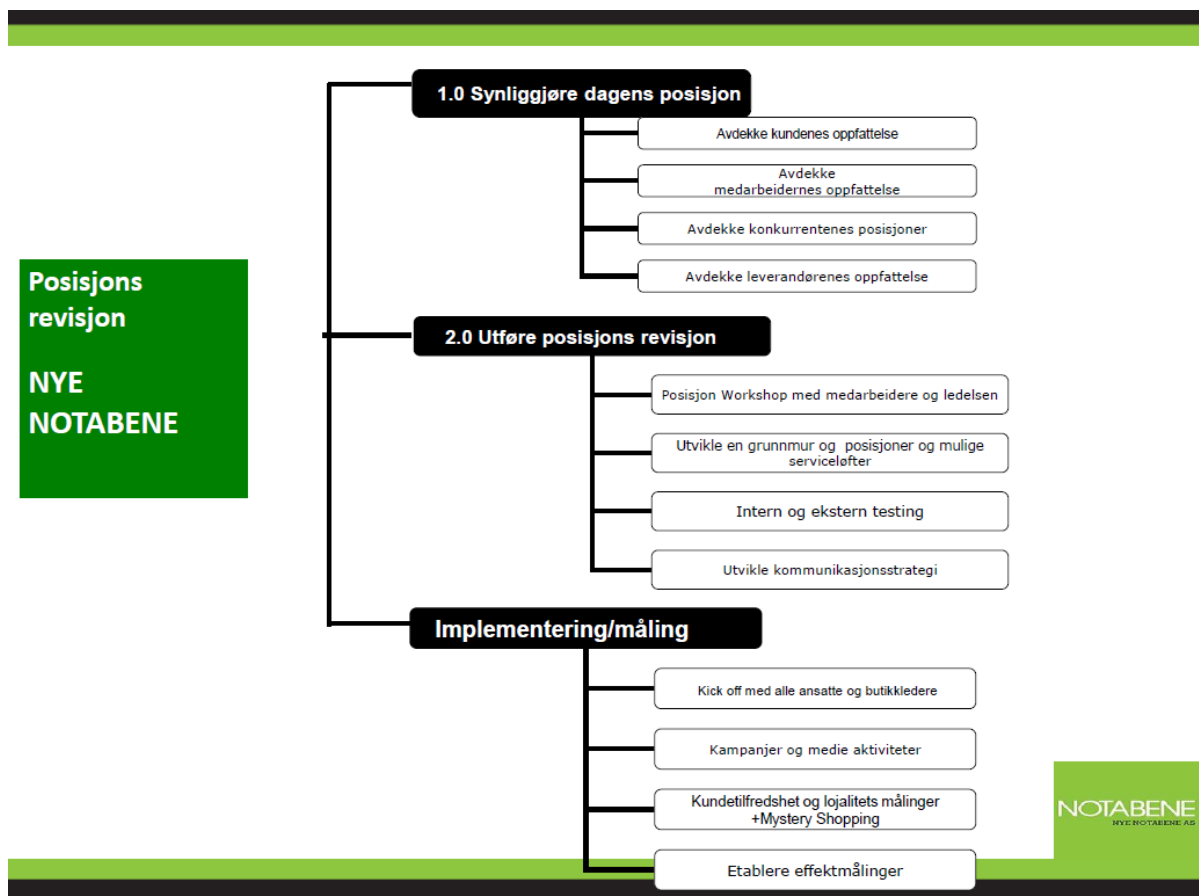 1.0 Synliggjøre dagens posisjon
Avdekke kundenes oppfattelse
Avdekke
medarbeidernes oppfattelse
Avdekke konkurrentenes posisjoner
Avdekke leverandørenes oppfattelse
Posisjons
revisjon
NYE
NOTABENE
2.0 Utføre posisjons revisjon
Posisjon Workshop med medarbeidere og ledelsen
Utvikle en grunnmur og posisjoner og mulige
serviceløfter
Intern og ekstern testing
Utvikle kommunikasjonsstrategi
Implementering/måling
Kick off med alle ansatte og butikkledere
Kampanjer og medie aktiviteter
Kundetilfredshet og lojalitets målinger
+Mystery Shopping
Etablere effektmålinger
NOTABENE
NYE NOTABENE AS